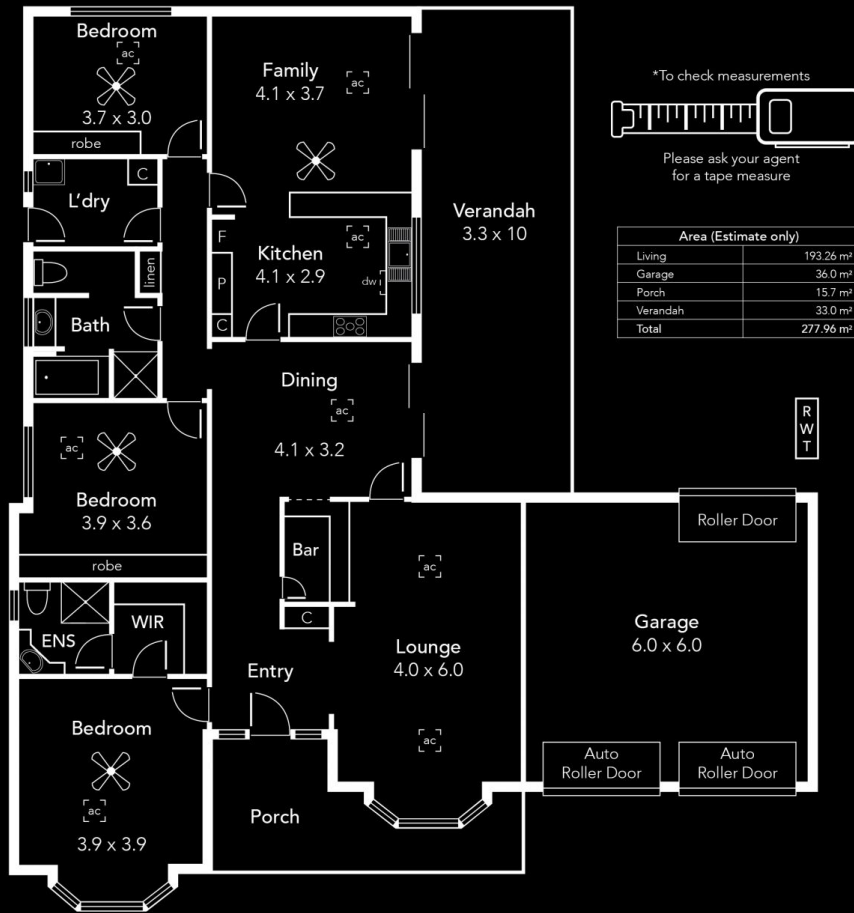 Bedroom
ac
3.7 x 3.0
robe
Family
4.1 x 3.7
ac
L'dry
C
Kitchen
4.1 x 2.9
ac
F
P
C
dw
linen
Bath
Verandah
3.3 x 10
*To check measurements
Please ask your agent
for a tape measure
Area (Estimate only)
Living 193.26 m²
Garage 36.0 m²
Porch 15.7 m²
Verandah 33.0 m²
Total 277.96 m²
R
W
T
Dining
ac
4.1 x 3.2
ac
Bedroom
3.9 x 3.6
robe
Bar
C
ac
Lounge
4.0 x 6.0
ac
Roller Door
Garage
6.0 x 6.0
Auto
Roller Door
Auto
Roller Door
ENS
WIR
Entry
Bedroom
ac
3.9 x 3.9
Porch